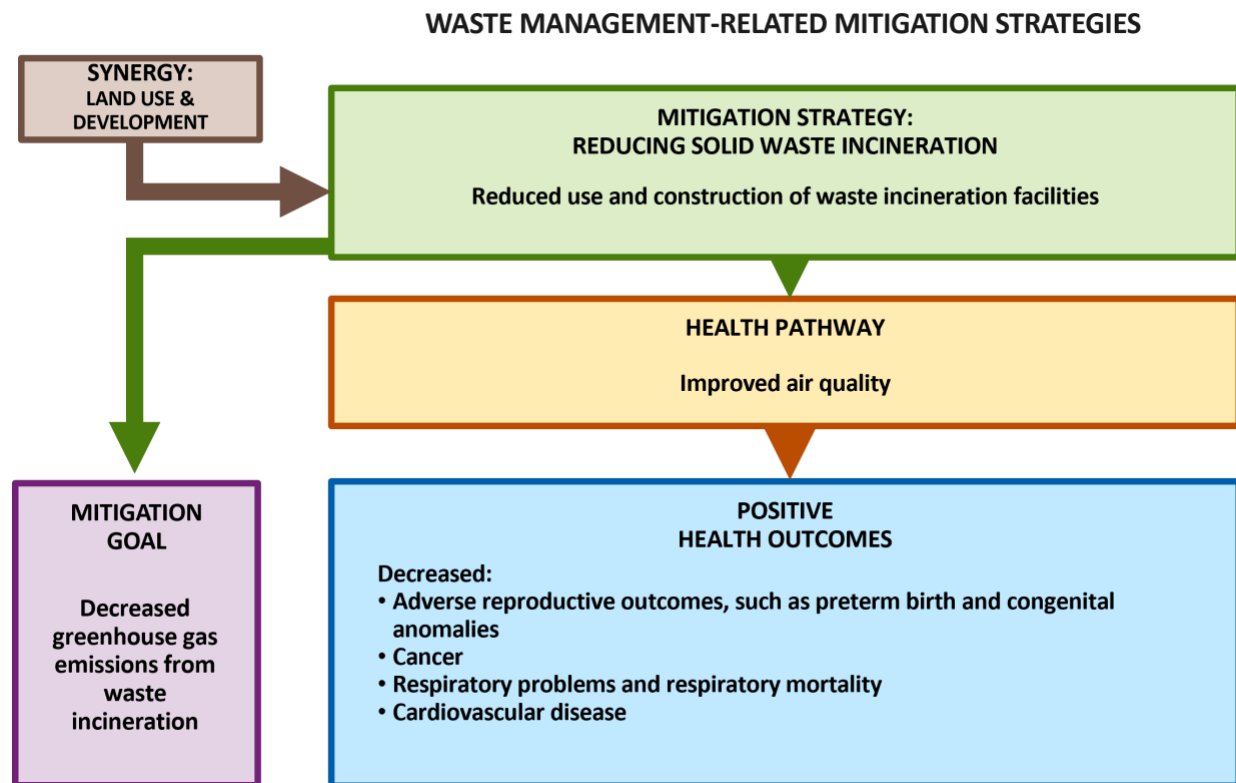 WASTE MANAGEMENT-RELATED MITIGATION STRATEGIES
SYNERGY:
LAND USE &
DEVELOPMENT
MITIGATION STRATEGY:
REDUCING SOLID WASTE INCINERATION
Reduced use and construction of waste incineration facilities
HEALTH PATHWAY
Improved air quality
MITIGATION
GOAL
Decreased
greenhouse gas
emissions from
waste
incineration
POSITIVE
HEALTH OUTCOMES
Decreased:
• Adverse reproductive outcomes, such as preterm birth and congenital
anomalies
• Cancer
• Respiratory problems and respiratory mortality
• Cardiovascular disease